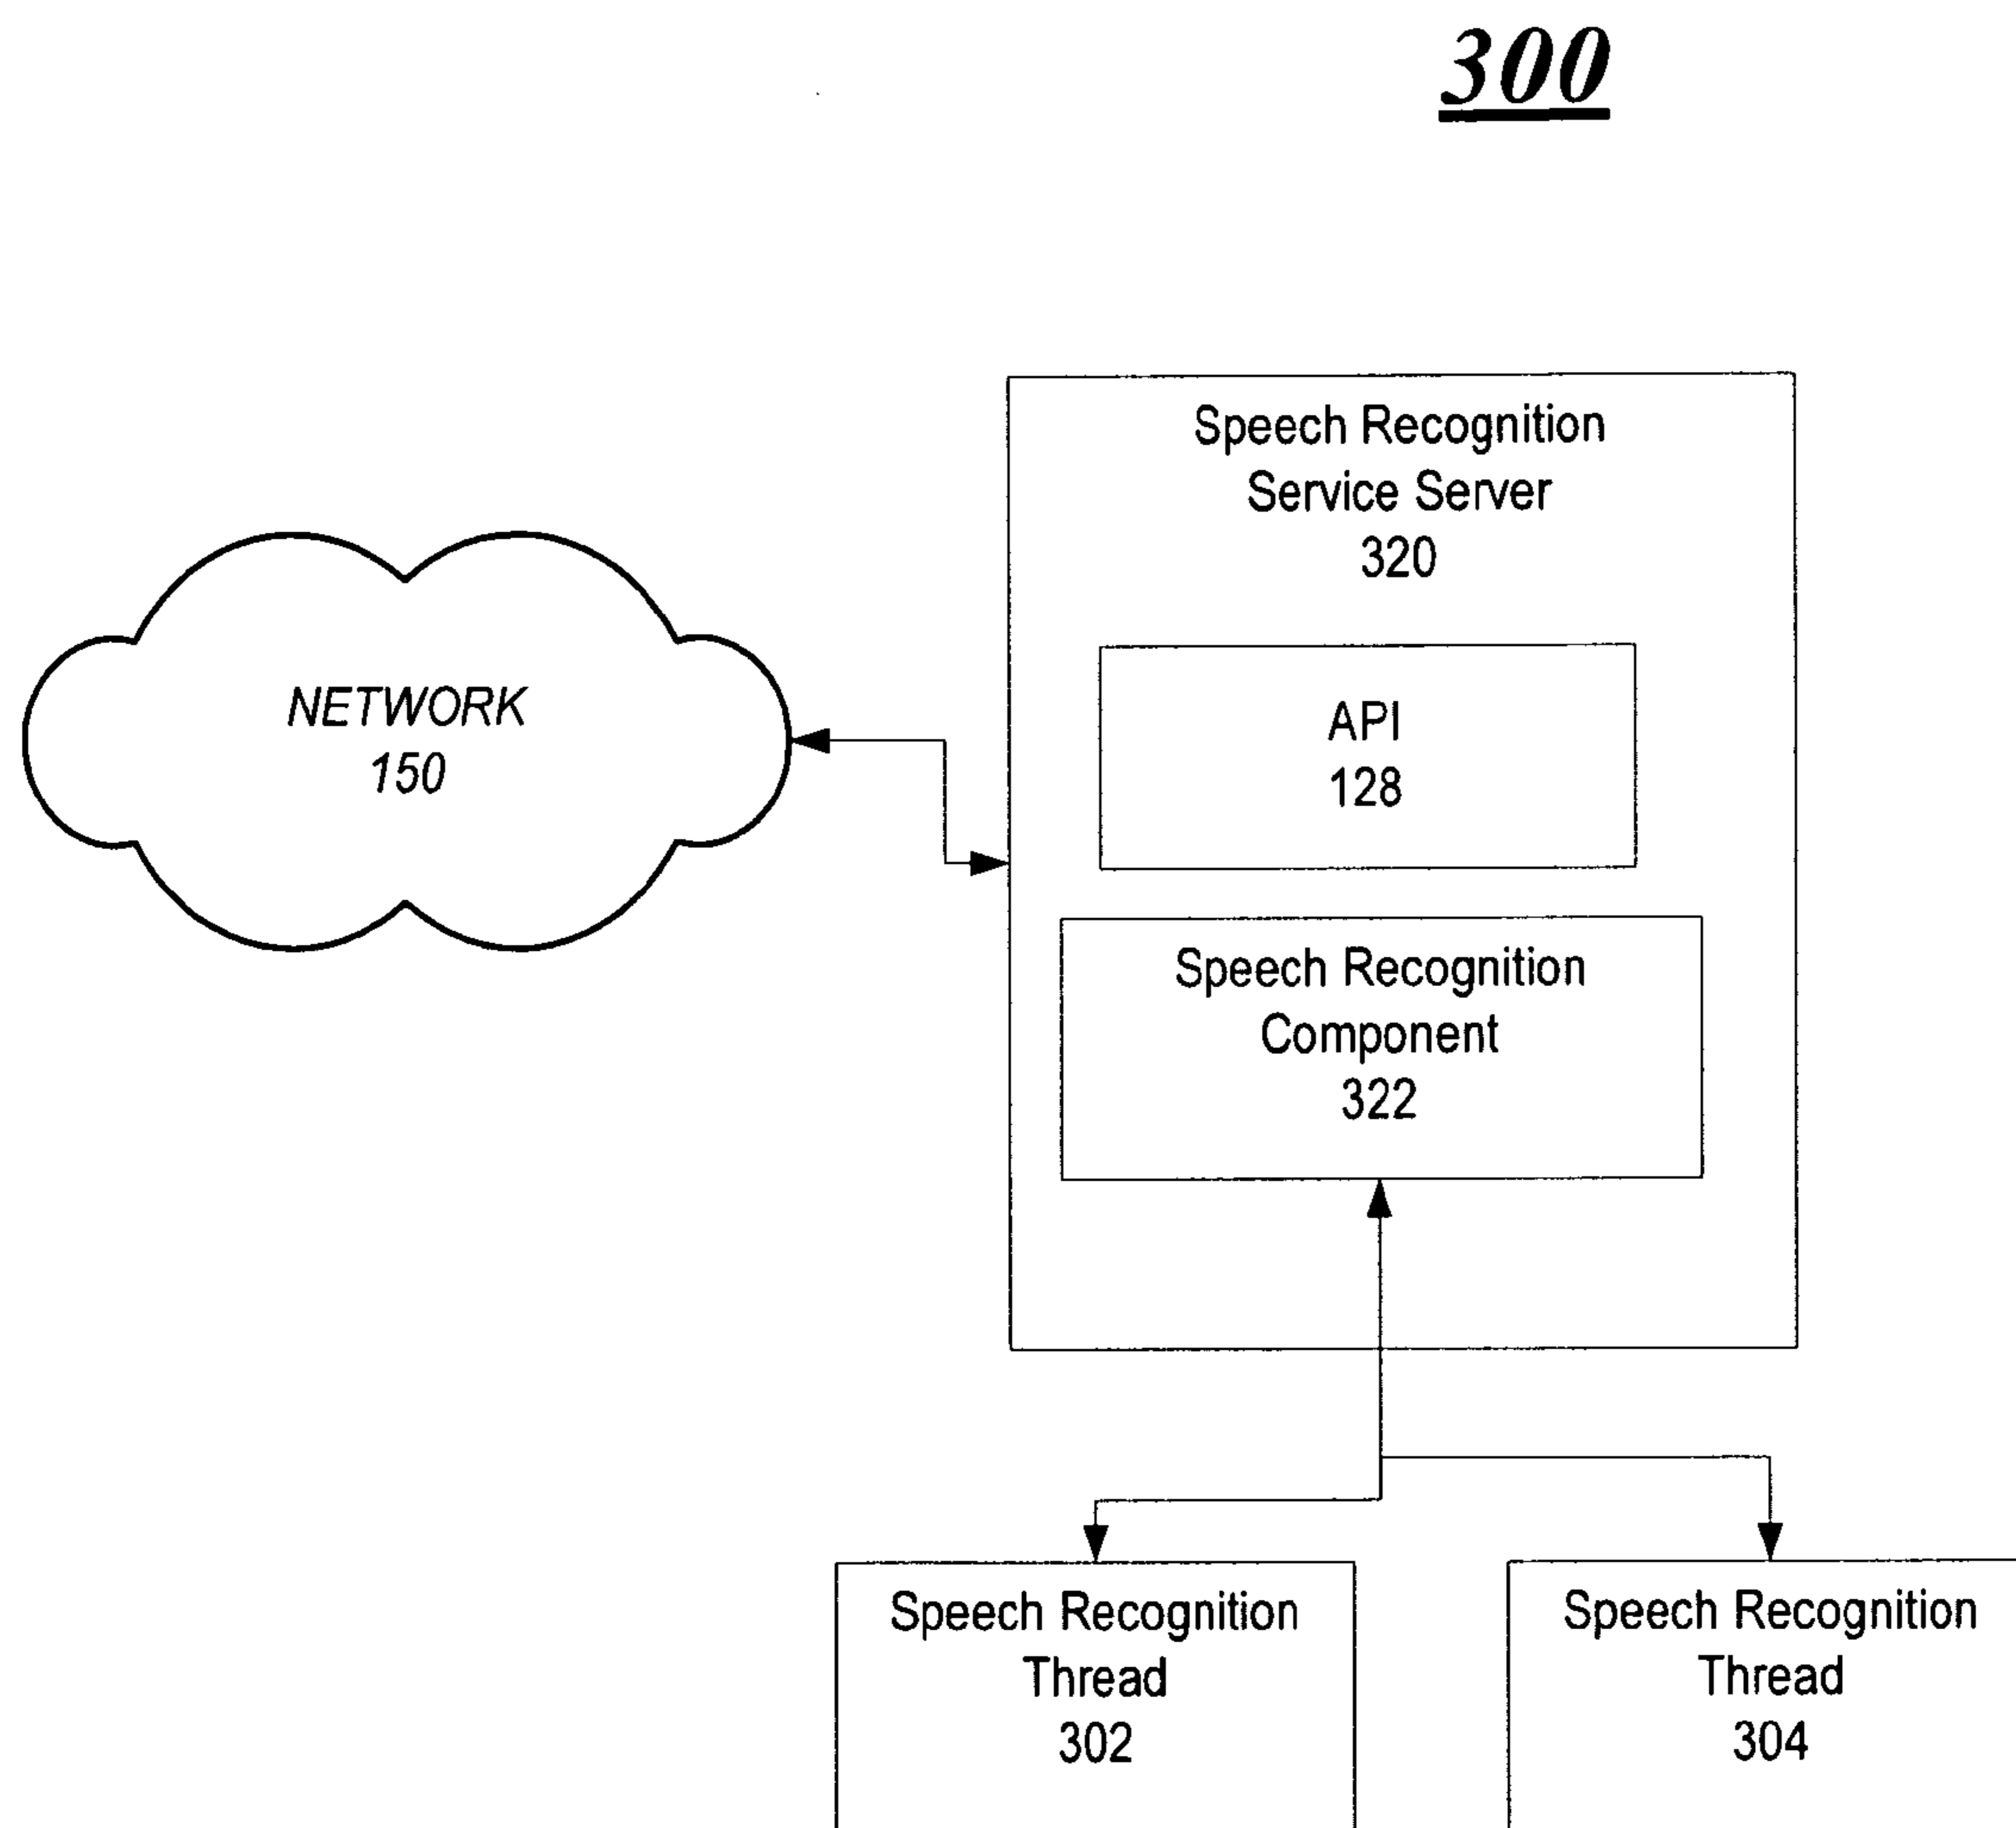 300
Speech Recognition
Service Server
320
NETWORK
150
API
128
Speech Recognition
Component
322
Speech Recognition
Thread
302
Speech Recognition
Thread
304